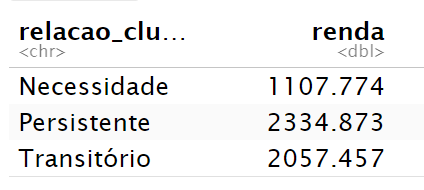 relacao_clu... renda
<chr> <dbl>
Necessidade 1107.774
Persistente 2334.873
Transitório 2057.457